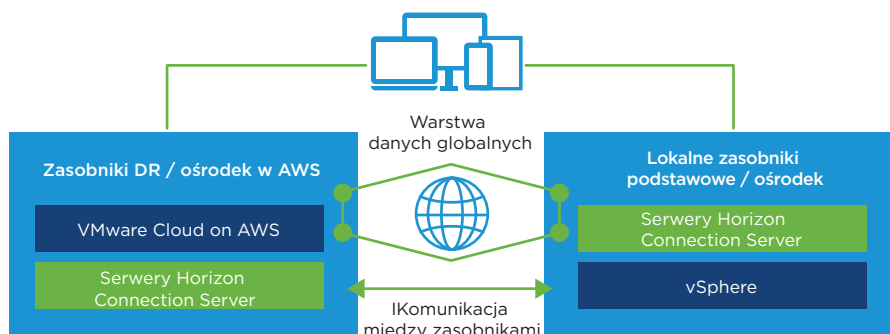 Warstwa
danych globalnych
Zasobniki DR / ośrodek w AWS
VMware Cloud on AWS
Serwery Horizon
Connection Server
Lokalne zasobniki
podstawowe / ośrodek
Serwery Horizon
Connection Server
vSphere
IKomunikacja
między zasobnikami